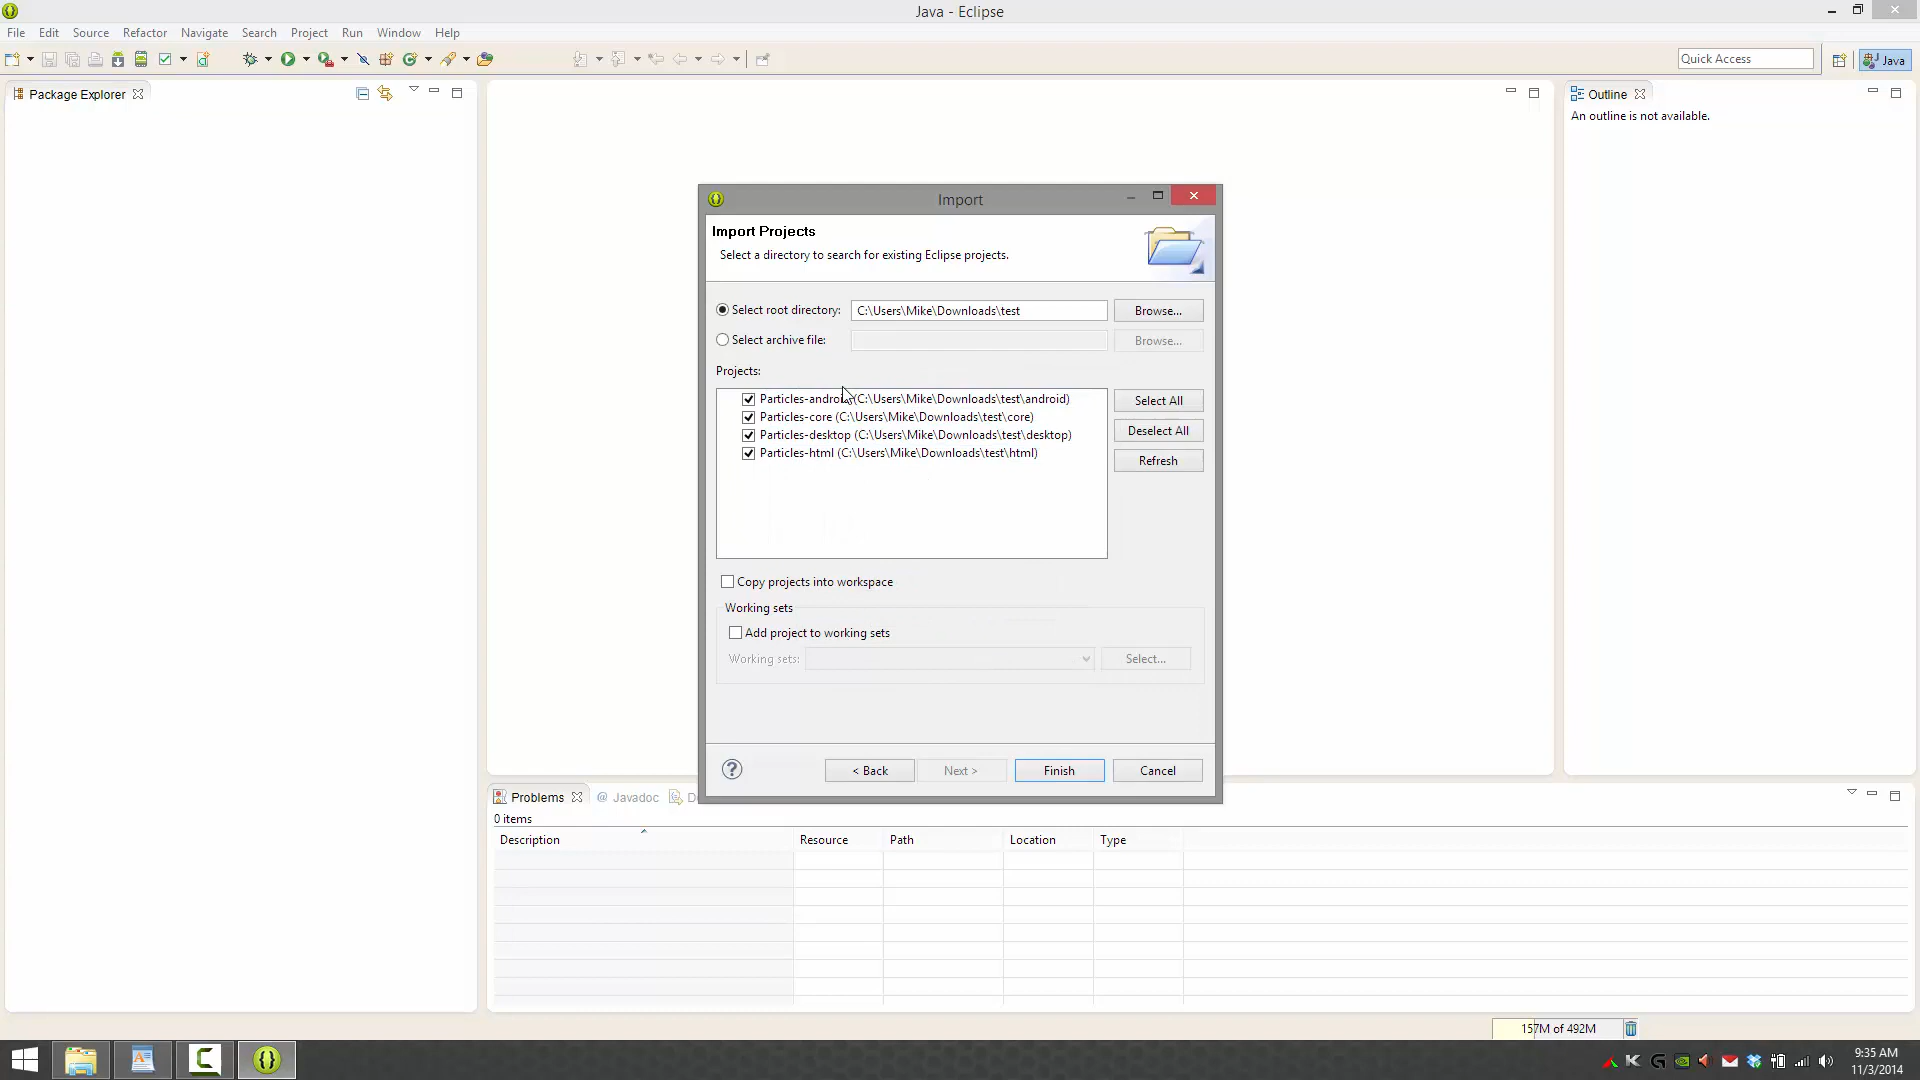 Java - Eclipse
File Edit Source Refactor Navigate Search Project Run Window Help
Quick Access
Java
Package Explorer
Outline
An outline is not available.
Import
Import Projects
Select a directory to search for existing Eclipse projects.
Select root directory: C:\Users\Mike\Downloads\test Browse...
Select archive file: Browse...
Projects:
(C:\Users\Mike\Downloads\test\android) Select All
Particles-core (C:\Users\Mike\Downloads\test\core)
Particles-desktop (C:\Users\Mike\Downloads\test\desktop) Deselect All
Particles-html (C:\Users\Mike\Downloads\test\html) Refresh
Copy projects into workspace
Working sets
Add project to working sets
Working sets: Select...
< Back Next > Finish Cancel
Problems @ Javadoc
0 items
Description Resource Path Location Type
157M of 492M
9:35 AM
11/3/2014